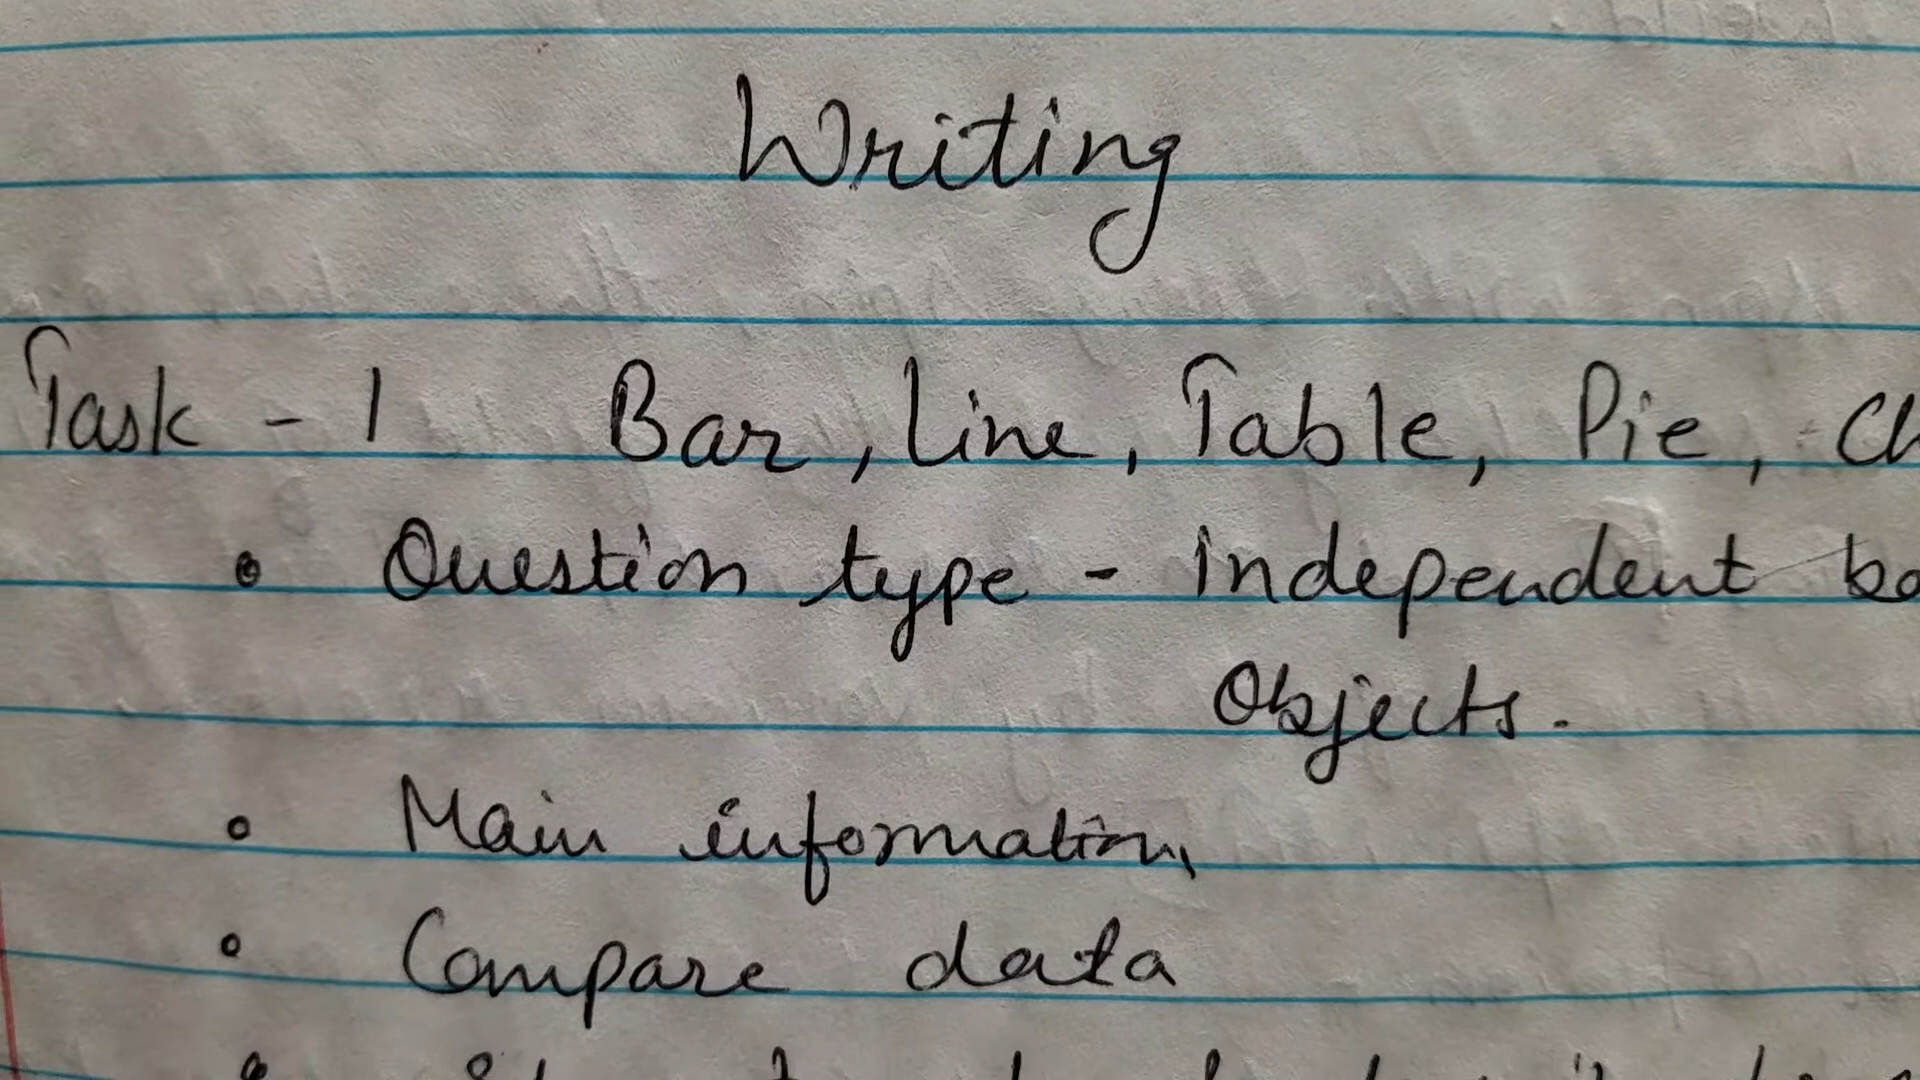 Writing
Task - 1 Bar, Line, Table, Pie,
• Question type - independent
Objects.
• Main information,
• Compare data